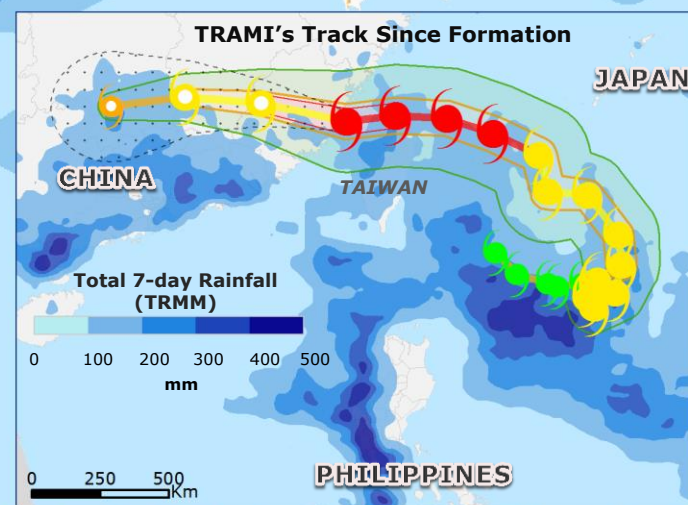 TRAMI's Track Since Formation
JAPAN
CHINA
TAIWAN
Total 7-day Rainfall
(TRMM)
0 100 200 300 400 500
mm
0 250 500
Km
PHILIPPINES